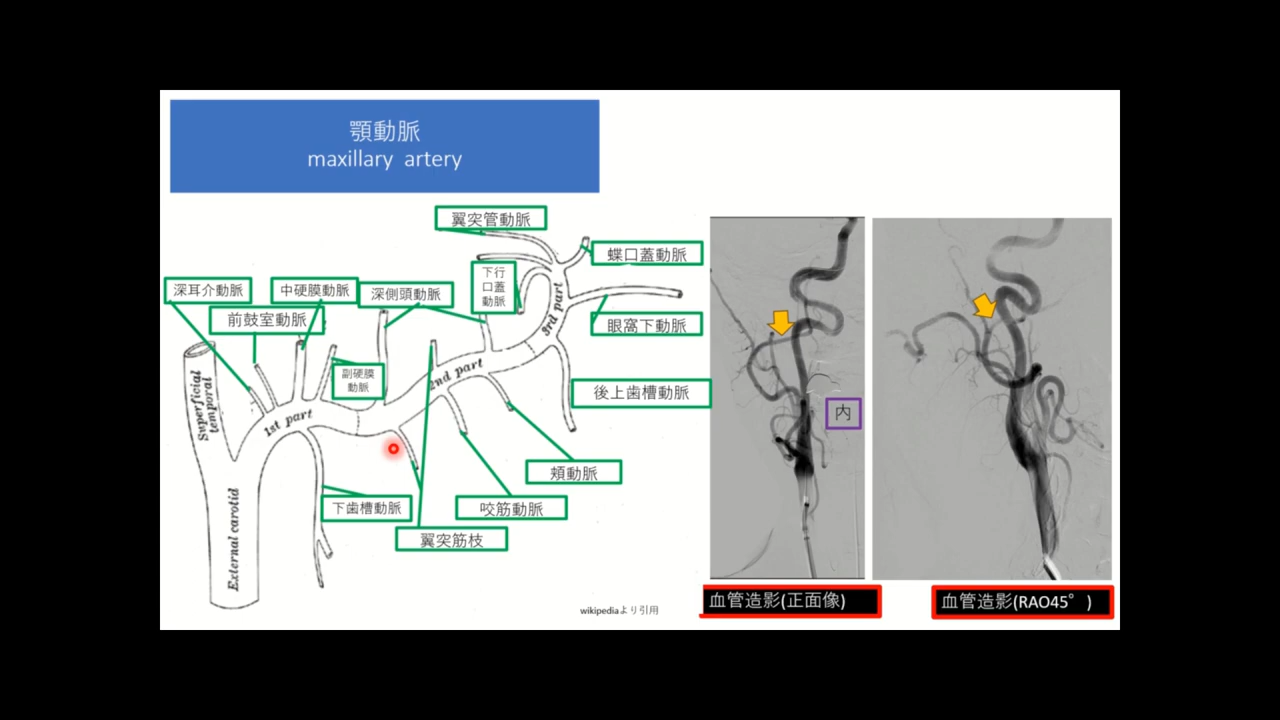 顎動脈
maxillary artery
翼突管動脈
蝶口蓋動脈
下行
口蓋
動脈
深耳介動脈
中硬膜動脈
深側頭動脈
前鼓室動脈
眼窩下動脈
副硬膜
動脈
後上歯槽動脈
Superficial
temporal
1st part
2nd part
3rd part
External carotid
頬動脈
下歯槽動脈
咬筋動脈
翼突筋枝
wikipediaより引用
内
血管造影(正面像)
血管造影(RAO45°)